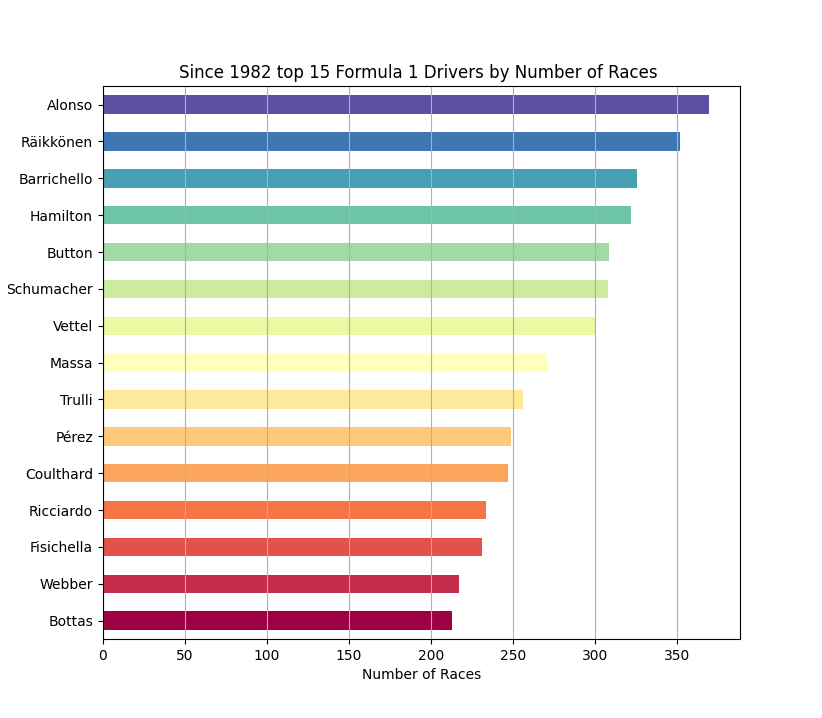 Since 1982 top 15 Formula 1 Drivers by Number of Races
Alonso
Räikkönen
Barrichello
Hamilton
Button
Schumacher
Vettel
Massa
Trulli
Pérez
Coulthard
Ricciardo
Fisichella
Webber
Bottas
0 50 100 150 200 250 300 350
Number of Races